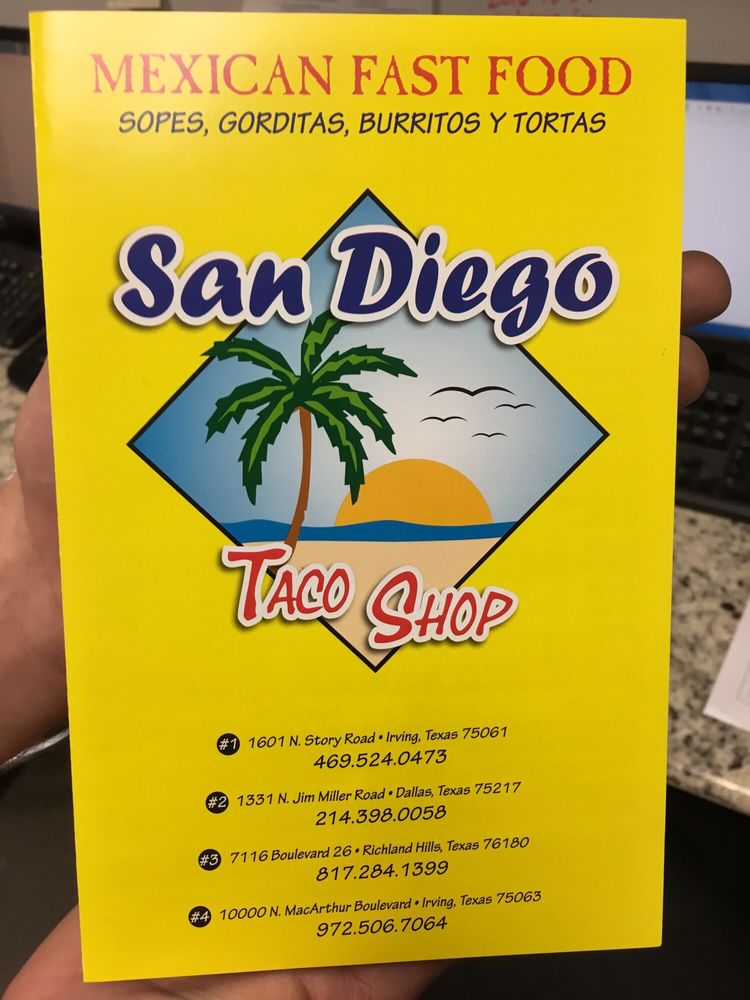 MEXICAN FAST FOOD
SOPES, GORDITAS, BURRITOS Y TORTAS
San Diego
TACO SHOP
#1 1601 N. Story Road • Irving, Texas 75061
469.524.0473
#2 1331 N. Jim Miller Road • Dallas, Texas 75217
214.398.0058
#3 7116 Boulevard 26 • Richland Hills, Texas 76180
817.284.1399
#4 10000 N. MacArthur Boulevard • Irving, Texas 75063
972.506.7064